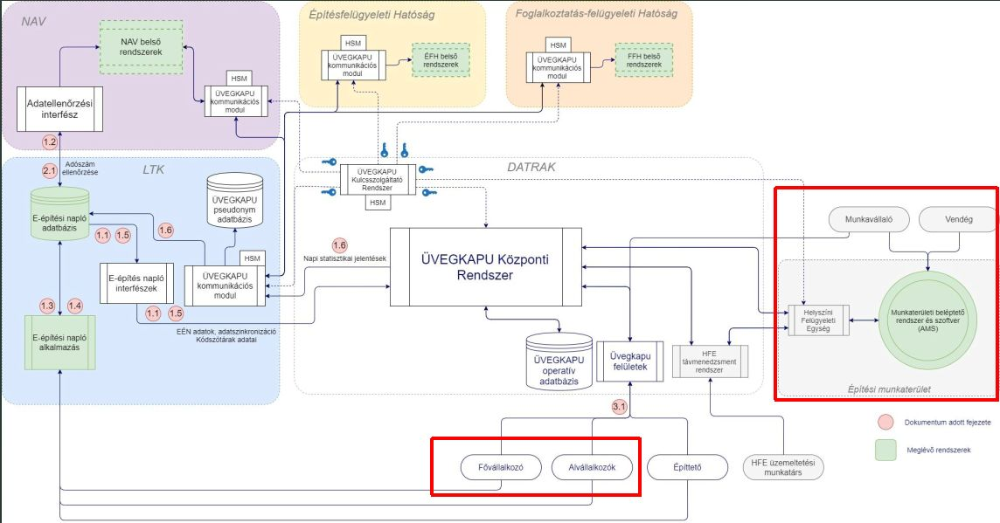 NAV
NAV belső
rendszerek
Adatellenőrzési
interfész
HSM
ÜVEGKAPU
kommunikációs
modul
Építésfelügyeleti Hatóság
HSM
ÜVEGKAPU
kommunikációs
modul
ÉFH belső
rendszerek
Foglalkoztatás-felügyeleti Hatóság
HSM
ÜVEGKAPU
kommunikációs
modul
FFH belső
rendszerek
1.2
LTK
2.1
Adószám
ellenőrzése
E-építési napló
adatbázis
ÜVEGKAPU
pseudonym
adatbázis
1.1
1.5
1.6
E-építés napló
interfészek
HSM
ÜVEGKAPU
kommunikációs
modul
1.3
1.4
1.1
1.5
E-építési napló
alkalmazás
EÉN adatok, adatszinkronizáció
Kódszótárak adatai
DATRAK
ÜVEGKAPU
Kulcsszolgáltató
Rendszer
HSM
1.6
Napi statisztikai jelentések
ÜVEGKAPU Központi
Rendszer
ÜVEGKAPU
operatív
adatbázis
Üvegkapu
felületek
HFE
távmenedzsment
rendszer
Munkavállaló
Vendég
Helyszíni
Felügyeleti
Egység
Munkaterületi beléptető
rendszer és szoftver
(AMS)
Építési munkaterület
3.1
Fővállalkozó
Alvállalkozók
Építtető
HFE üzemeltetési
munkatárs
Dokumentum adott fejezete
Meglévő rendszerek